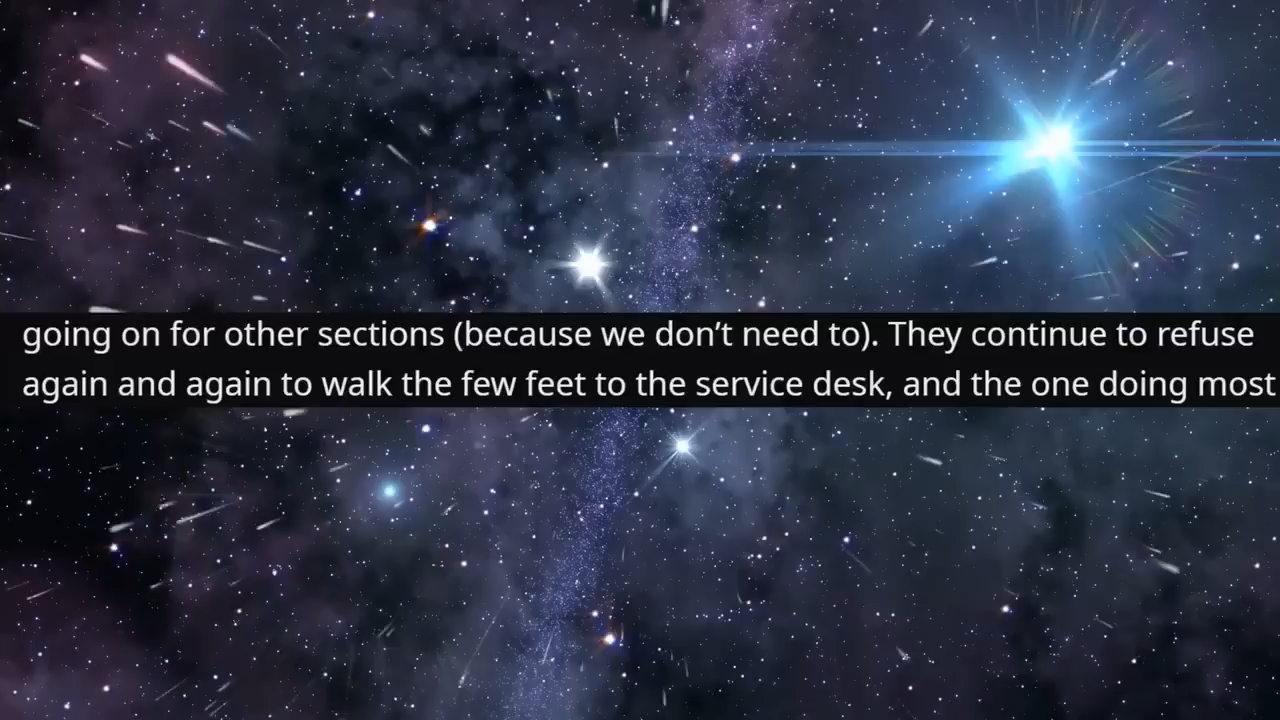 going on for other sections (because we don’t need to). They continue to refuse
again and again to walk the few feet to the service desk, and the one doing most